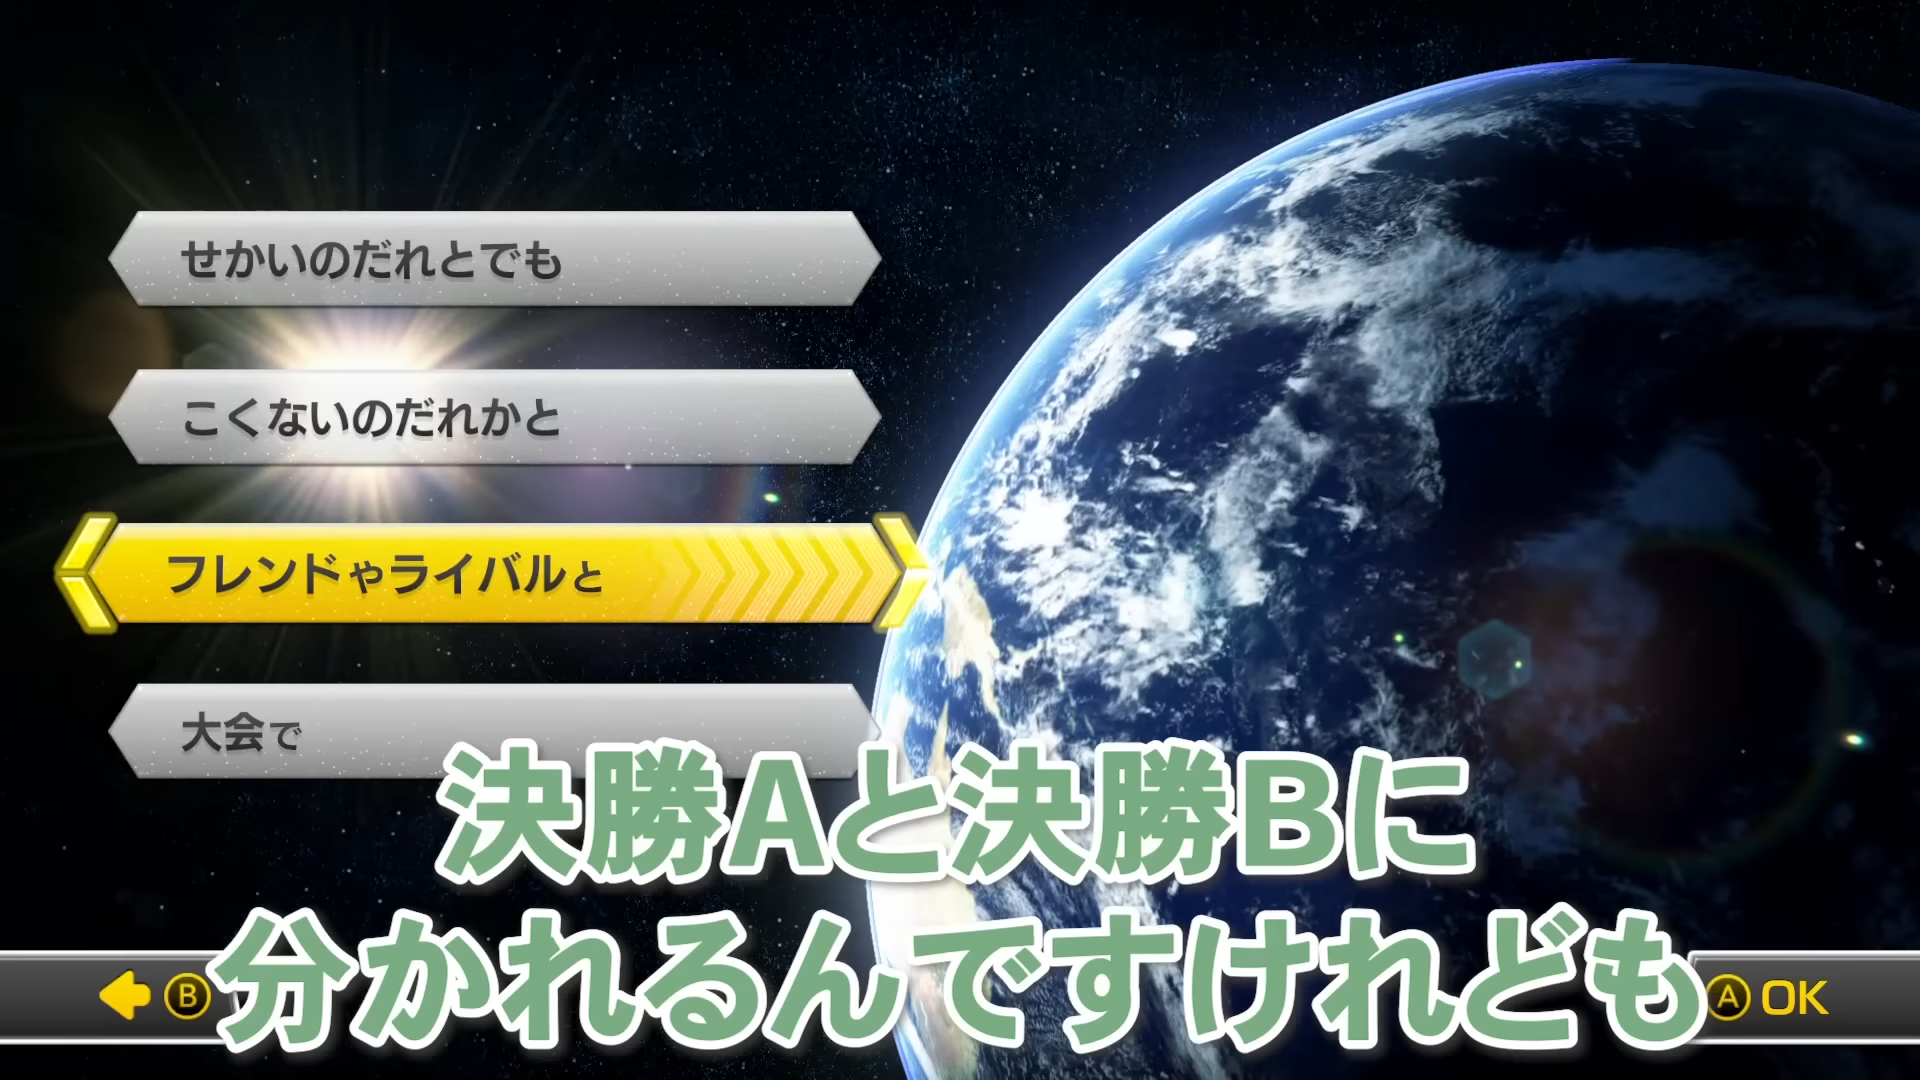 せかいのだれとでも
こくないのだれかと
フレンドやライバルと
大会で
決勝Aと決勝Bに
分かれるんですけれども
B
A OK